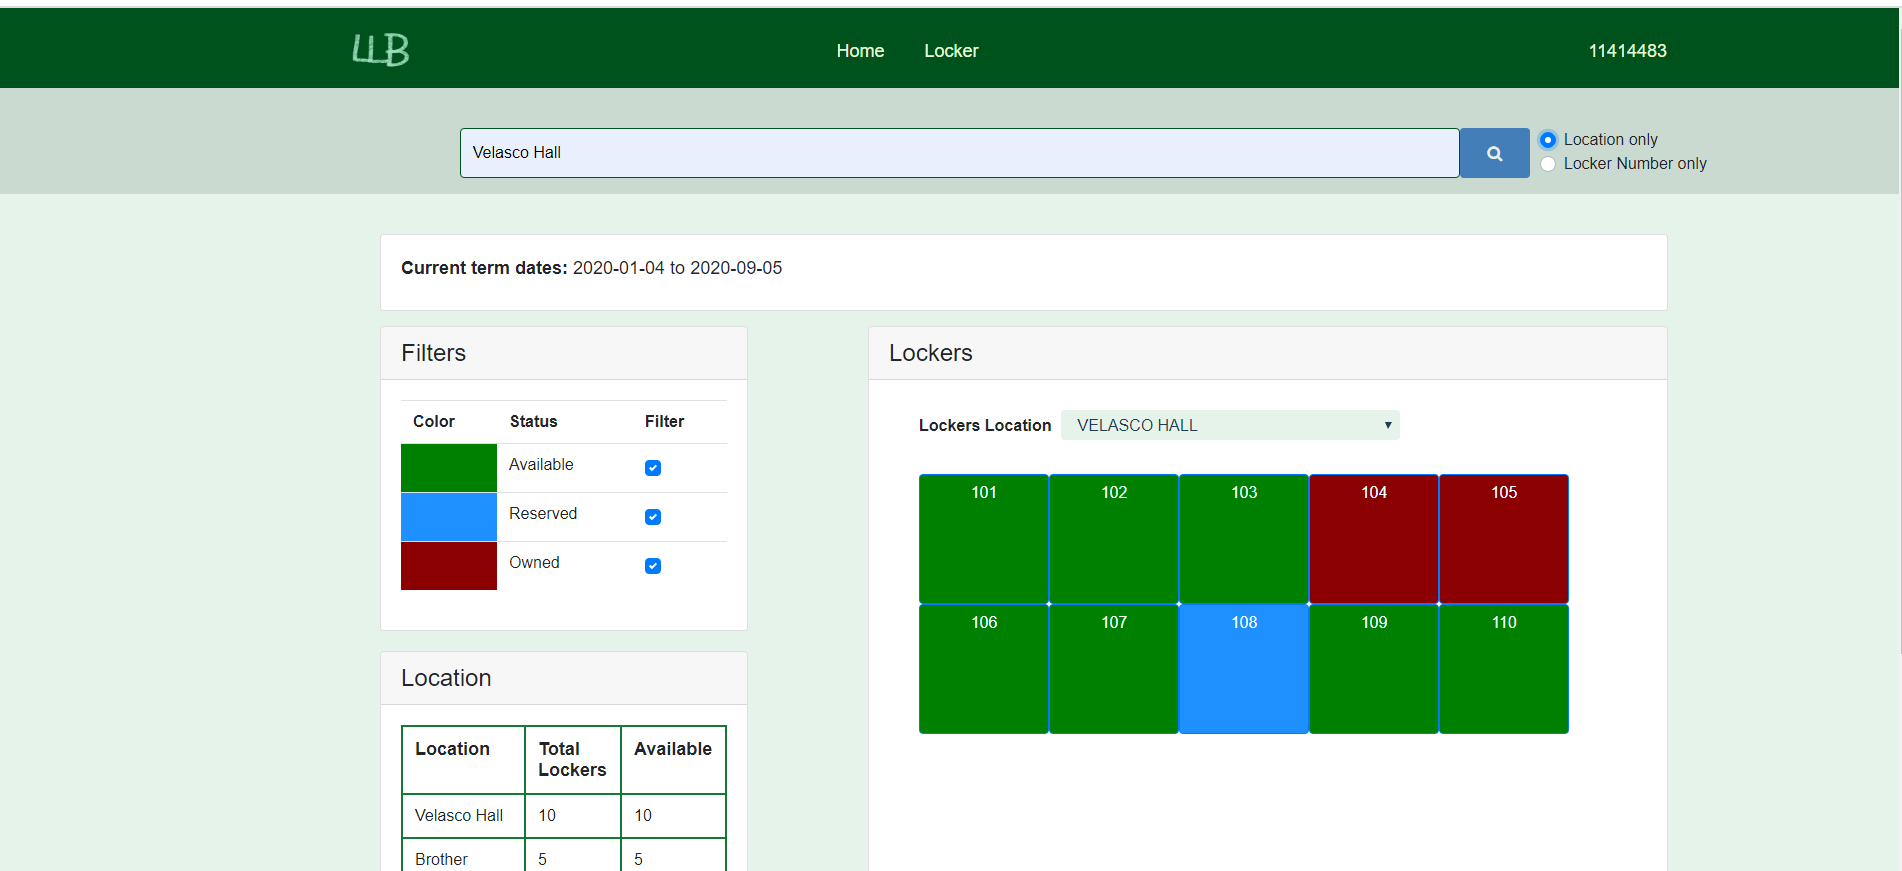 LLB
Home Locker 11414483
Velasco Hall
Location only
Locker Number only
Current term dates: 2020-01-04 to 2020-09-05
Filters
Color Status Filter
Available
Reserved
Owned
Location
Location Total Lockers Available
Velasco Hall 10 10
Brother 5 5
Lockers
Lockers Location VELASCO HALL
101 102 103 104 105
106 107 108 109 110